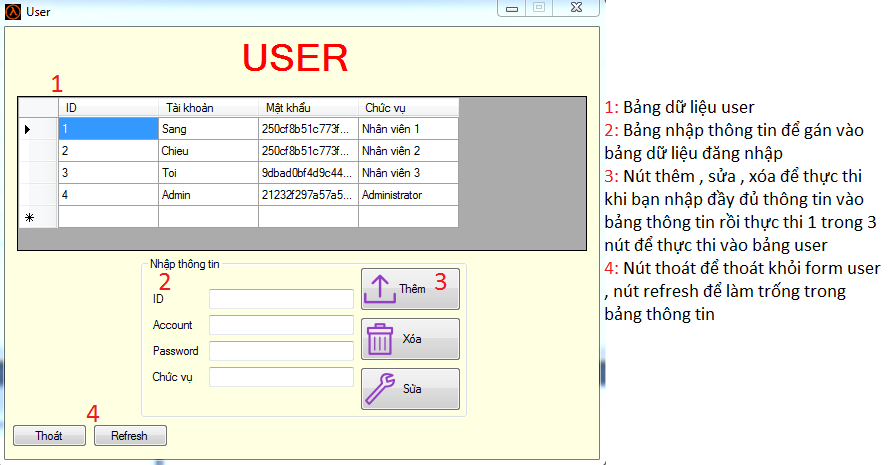 User
USER
1
ID Tài khoản Mật khẩu Chức vụ
1 Sang 250cf8b51c773f... Nhân viên 1
2 Chieu 250cf8b51c773f... Nhân viên 2
3 Toi 9dbad0bf4d9c44... Nhân viên 3
4 Admin 21232f297a57a5... Administrator
Nhập thông tin
2
3
ID
Account
Password
Chức vụ
Thêm
Xóa
Sửa
4
Thoát Refresh
1: Bảng dữ liệu user
2: Bảng nhập thông tin để gán vào
bảng dữ liệu đăng nhập
3: Nút thêm , sửa , xóa để thực thi
khi bạn nhập đầy đủ thông tin vào
bảng thông tin rồi thực thi 1 trong 3
nút để thực thi vào bảng user
4: Nút thoát để thoát khỏi form user
, nút refresh để làm trống trong
bảng thông tin